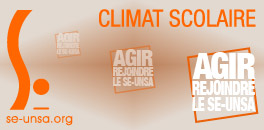 CLIMAT SCOLAIRE
AGIR
REJOINDRE
LE SE-UNSA
AGIR
REJOINDRE
LE SE-UNSA
AGIR
REJOINDRE
LE SE-UNSA
se-unsa.org